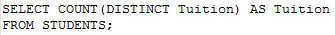 SELECT COUNT(DISTINCT Tuition) AS Tuition
FROM STUDENTS;